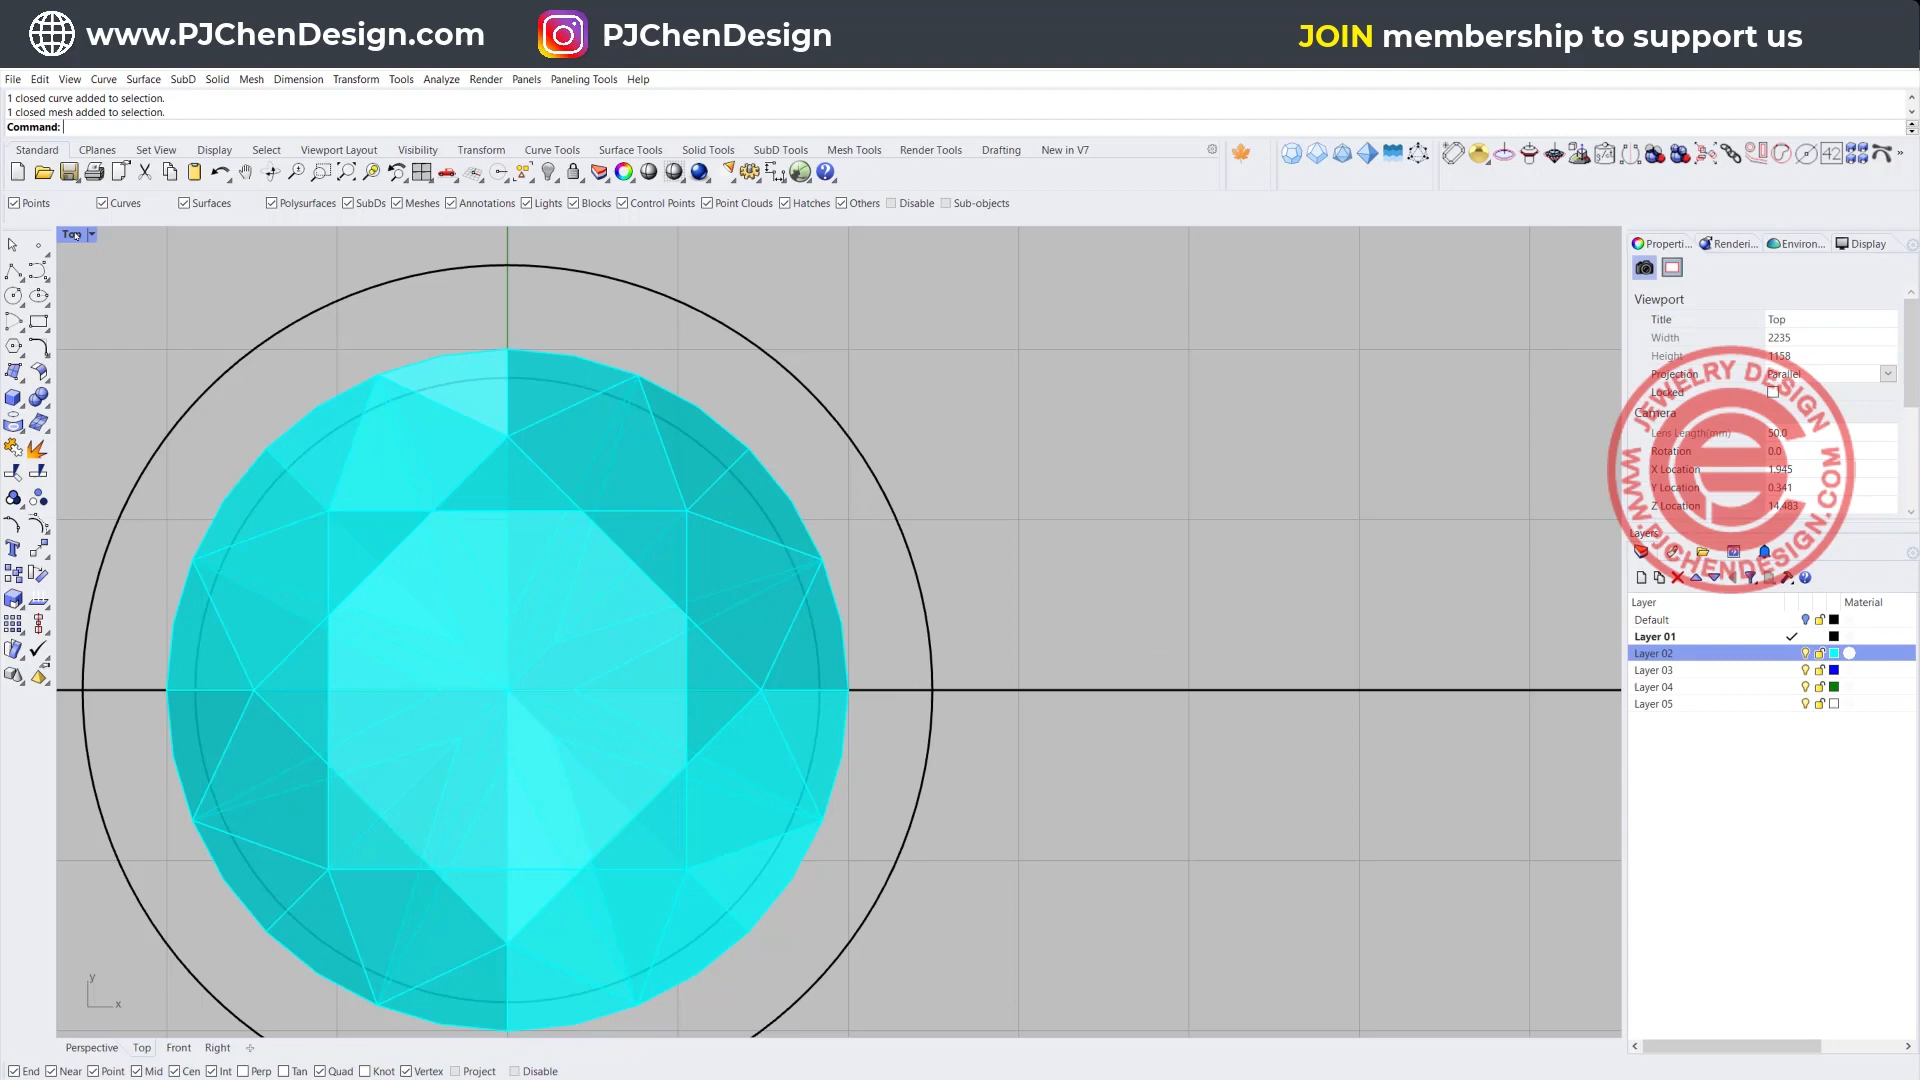 www.PJChenDesign.com PJChenDesign JOIN membership to support us
File Edit View Curve Surface SubD Solid Mesh Dimension Transform Tools Analyze Render Panels Paneling Tools Help
1 closed curve added to selection.
1 closed mesh added to selection.
Command:
Standard CPlanes Set View Display Select Viewport Layout Visibility Transform Curve Tools Surface Tools Solid Tools SubD Tools Mesh Tools Render Tools Drafting New in V7
42
Points Curves Surfaces Polysurfaces SubDs Meshes Annotations Lights Blocks Control Points Point Clouds Hatches Others Disable Sub-objects
Top
Properti... Renderi... Environ... Display
Viewport
Title Top
Width 2235
Height 1158
Projection Parallel
Locked
Camera
Lens Length(mm) 50.0
Rotation 0.0
X Location 1.945
Y Location 0.341
Z Location 14.483
JEWELRY DESIGN
WWW.PJCHENDESIGN.COM
Layers
Layer Material
Default
Layer 01
Layer 02
Layer 03
Layer 04
Layer 05
y
x
Perspective Top Front Right
End Near Point Mid Cen Int Perp Tan Quad Knot Vertex Project Disable